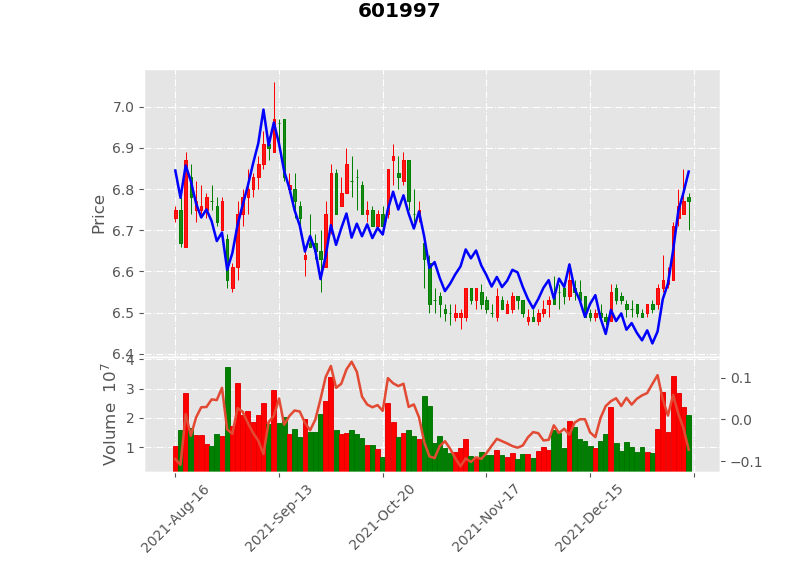 601997
7.0
6.9
6.8
6.7
6.6
6.5
6.4
Price
4
3
2
1
Volume 10^7
0.1
0.0
−0.1
2021-Aug-16
2021-Sep-13
2021-Oct-20
2021-Nov-17
2021-Dec-15